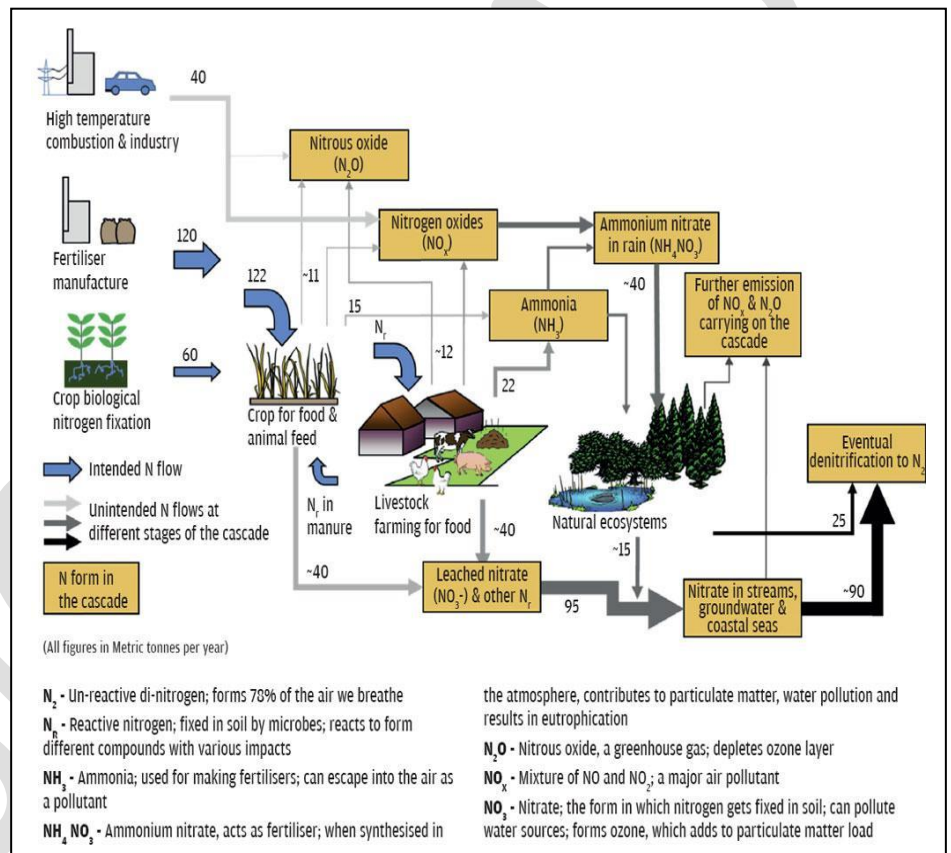 40
High temperature
combustion & industry
Nitrous oxide
(N₂O)
Nitrogen oxides
(NOₓ)
Ammonium nitrate
in rain (NH₄NO₃)
120
Fertiliser
manufacture
122
~11
15
Ammonia
(NH₃)
~40
Further emission
of NOₓ & N₂O
carrying on the
cascade
Nᵣ
~12
22
60
Crop biological
nitrogen fixation
Crop for food &
animal feed
Eventual
denitrification to N₂
Intended N flow
Nᵣ in
manure
Livestock
farming for food
Natural ecosystems
25
Unintended N flows at
different stages of the cascade
~40
~15
~40
N form in
the cascade
Leached nitrate
(NO₃-) & other Nᵣ
95
Nitrate in streams,
groundwater &
coastal seas
~90
(All figures in Metric tonnes per year)
N₂ - Un-reactive di-nitrogen; forms 78% of the air we breathe
N_R - Reactive nitrogen; fixed in soil by microbes; reacts to form
different compounds with various impacts
NH₃ - Ammonia; used for making fertilisers; can escape into the air as
a pollutant
NH₄ NO₃ - Ammonium nitrate, acts as fertiliser; when synthesised in
the atmosphere, contributes to particulate matter, water pollution and
results in eutrophication
N₂O - Nitrous oxide, a greenhouse gas; depletes ozone layer
NOₓ - Mixture of NO and NO₂; a major air pollutant
NO₃ - Nitrate; the form in which nitrogen gets fixed in soil; can pollute
water sources; forms ozone, which adds to particulate matter load